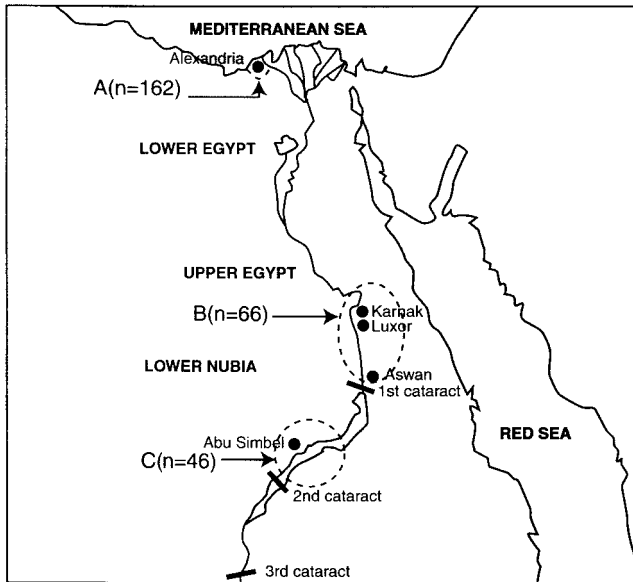 MEDITERRANEAN SEA
Alexandria
A(n=162)
LOWER EGYPT
UPPER EGYPT
B(n=66)
Karnak
Luxor
LOWER NUBIA
Aswan
1st cataract
RED SEA
Abu Simbel
C(n=46)
2nd cataract
3rd cataract